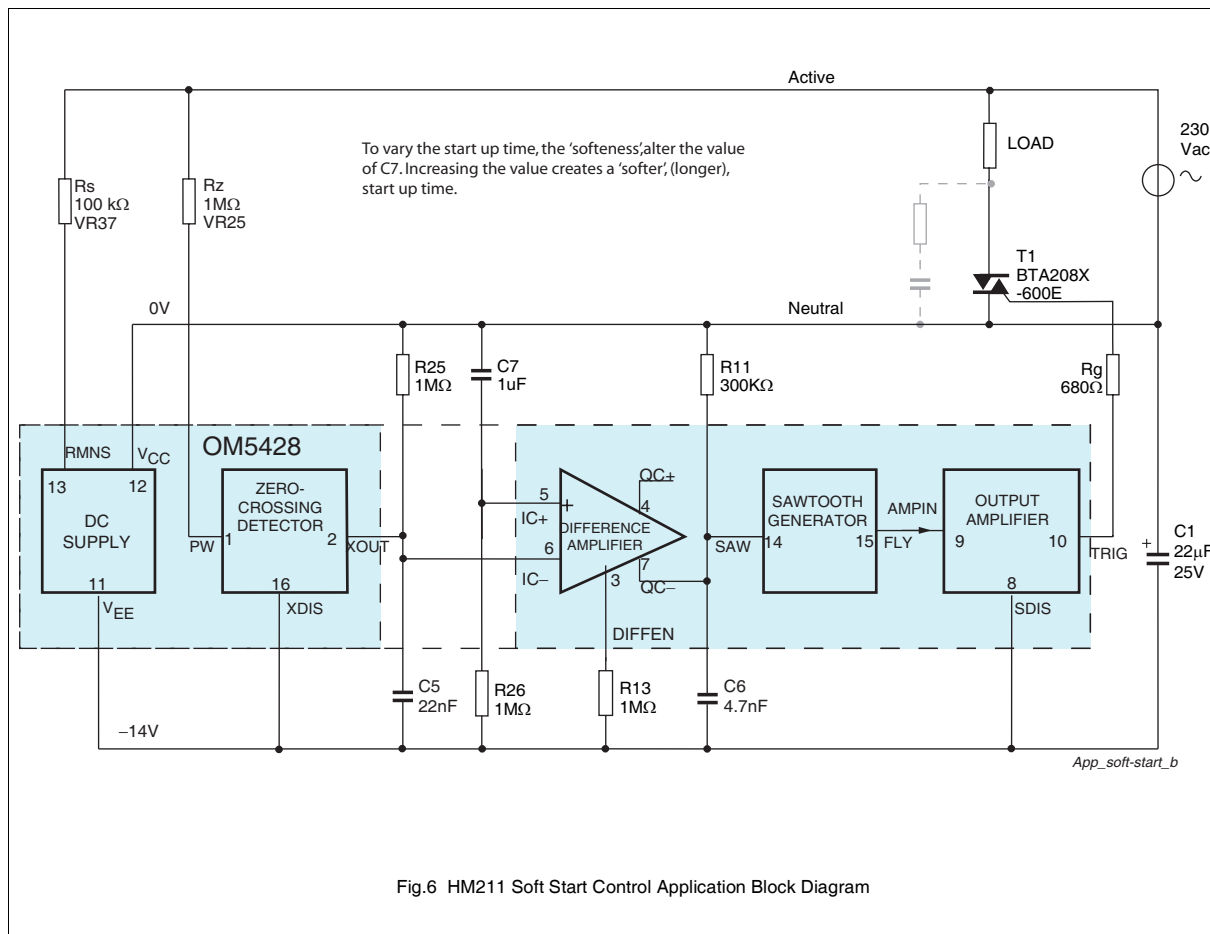 Active
To vary the start up time, the ‘softeness’,alter the value
of C7. Increasing the value creates a ‘softer’, (longer),
start up time.
LOAD
230
Vac
Rs
100 kΩ
VR37
Rz
1MΩ
VR25
T1
BTA208X
-600E
0V
Neutral
R25
1MΩ
C7
1uF
R11
300KΩ
Rg
680Ω
OM5428
RMNS
VCC
13
12
DC
SUPPLY
11
VEE
PW
ZERO-
CROSSING
DETECTOR
1
2
XOUT
16
XDIS
5
IC+
+
6
IC−
DIFFERENCE
AMPLIFIER
QC+
4
7
QC−
3
DIFFEN
SAW
SAWTOOTH
GENERATOR
14
15
AMPIN
FLY
OUTPUT
AMPLIFIER
9
10
TRIG
8
SDIS
+
C1
22µF
25V
C5
22nF
R26
1MΩ
R13
1MΩ
C6
4.7nF
−14V
App_soft-start_b
Fig.6 HM211 Soft Start Control Application Block Diagram